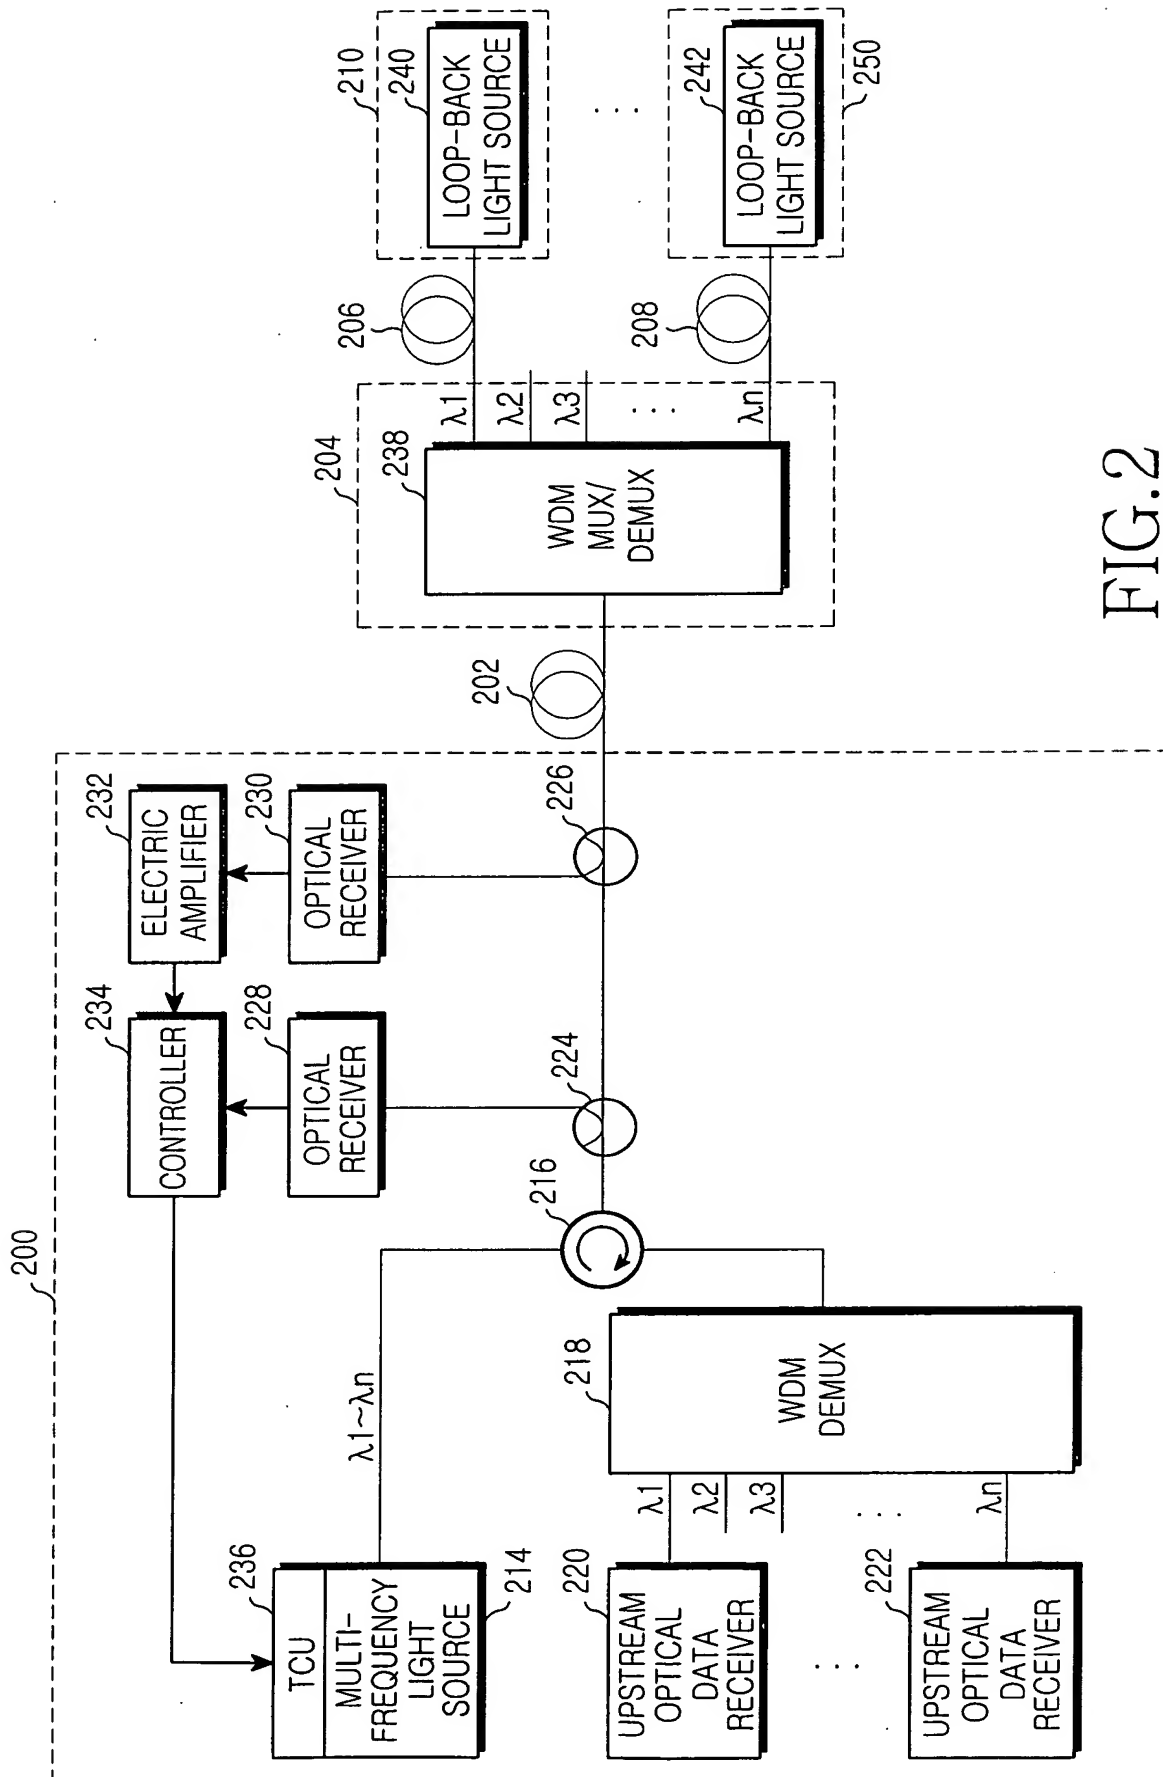 200
TCU
MULTI-
FREQUENCY
LIGHT
SOURCE
236
214
λ1~λn
CONTROLLER
234
ELECTRIC
AMPLIFIER
232
OPTICAL
RECEIVER
228
OPTICAL
RECEIVER
230
216
224
226
UPSTREAM
OPTICAL
DATA
RECEIVER
220
. . .
UPSTREAM
OPTICAL
DATA
RECEIVER
222
λ1
λ2
λ3
. . .
λn
WDM
DEMUX
218
202
204
WDM
MUX/
DEMUX
238
λ1
λ2
λ3
. . .
λn
206
208
210
LOOP-BACK
LIGHT SOURCE
240
. . .
LOOP-BACK
LIGHT SOURCE
242
250
FIG.2